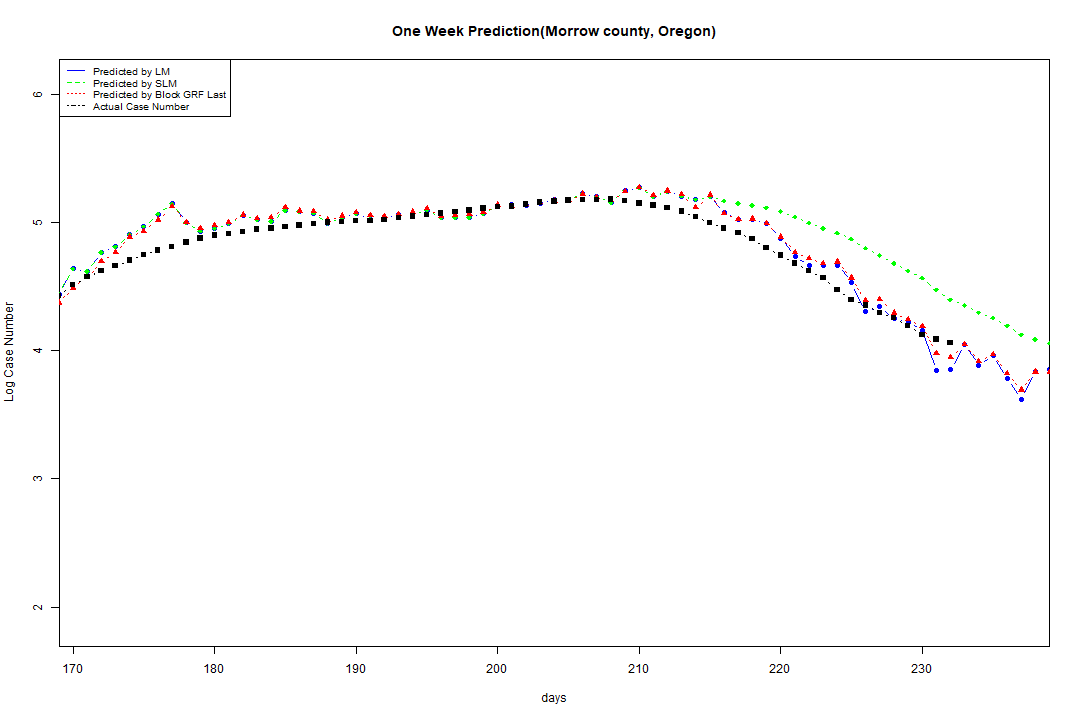 One Week Prediction(Morrow county, Oregon)
Predicted by LM
Predicted by SLM
Predicted by Block GRF Last
Actual Case Number
6
5
4
3
2
Log Case Number
170 180 190 200 210 220 230
days